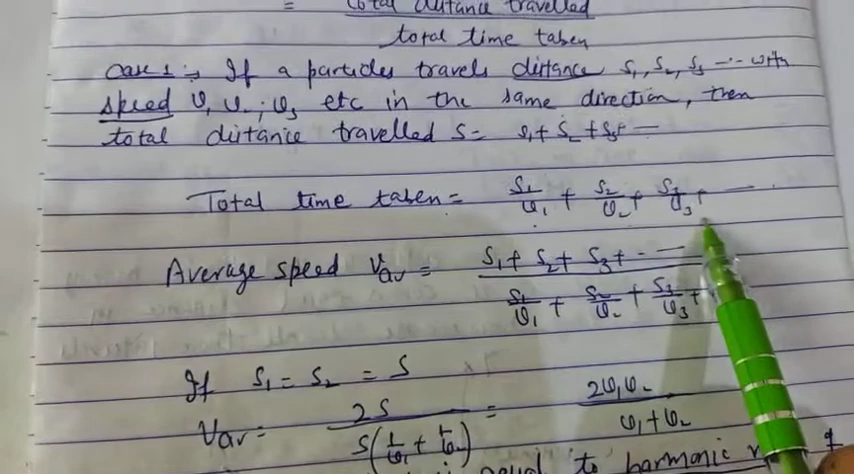 = total distance travelled / total time taken
Case 1 :- If a particles travels distance s₁, s₂, s₃ --- with
speed v₁ v₂, v₃ etc in the same direction, then
total distance travelled S = s₁ + s₂ + s₃ + —
Total time taken = s₁/v₁ + s₂/v₂ + s₃/v₃ + ---
Average speed Vav = (s₁ + s₂ + s₃ + ---) / (s₁/v₁ + s₂/v₂ + s₃/v₃ +
If s₁ = s₂ = s
Vav = 2s / s(1/v₁ + 1/v₂) = 2v₁v₂ / v₁ + v₂
equal to harmonic